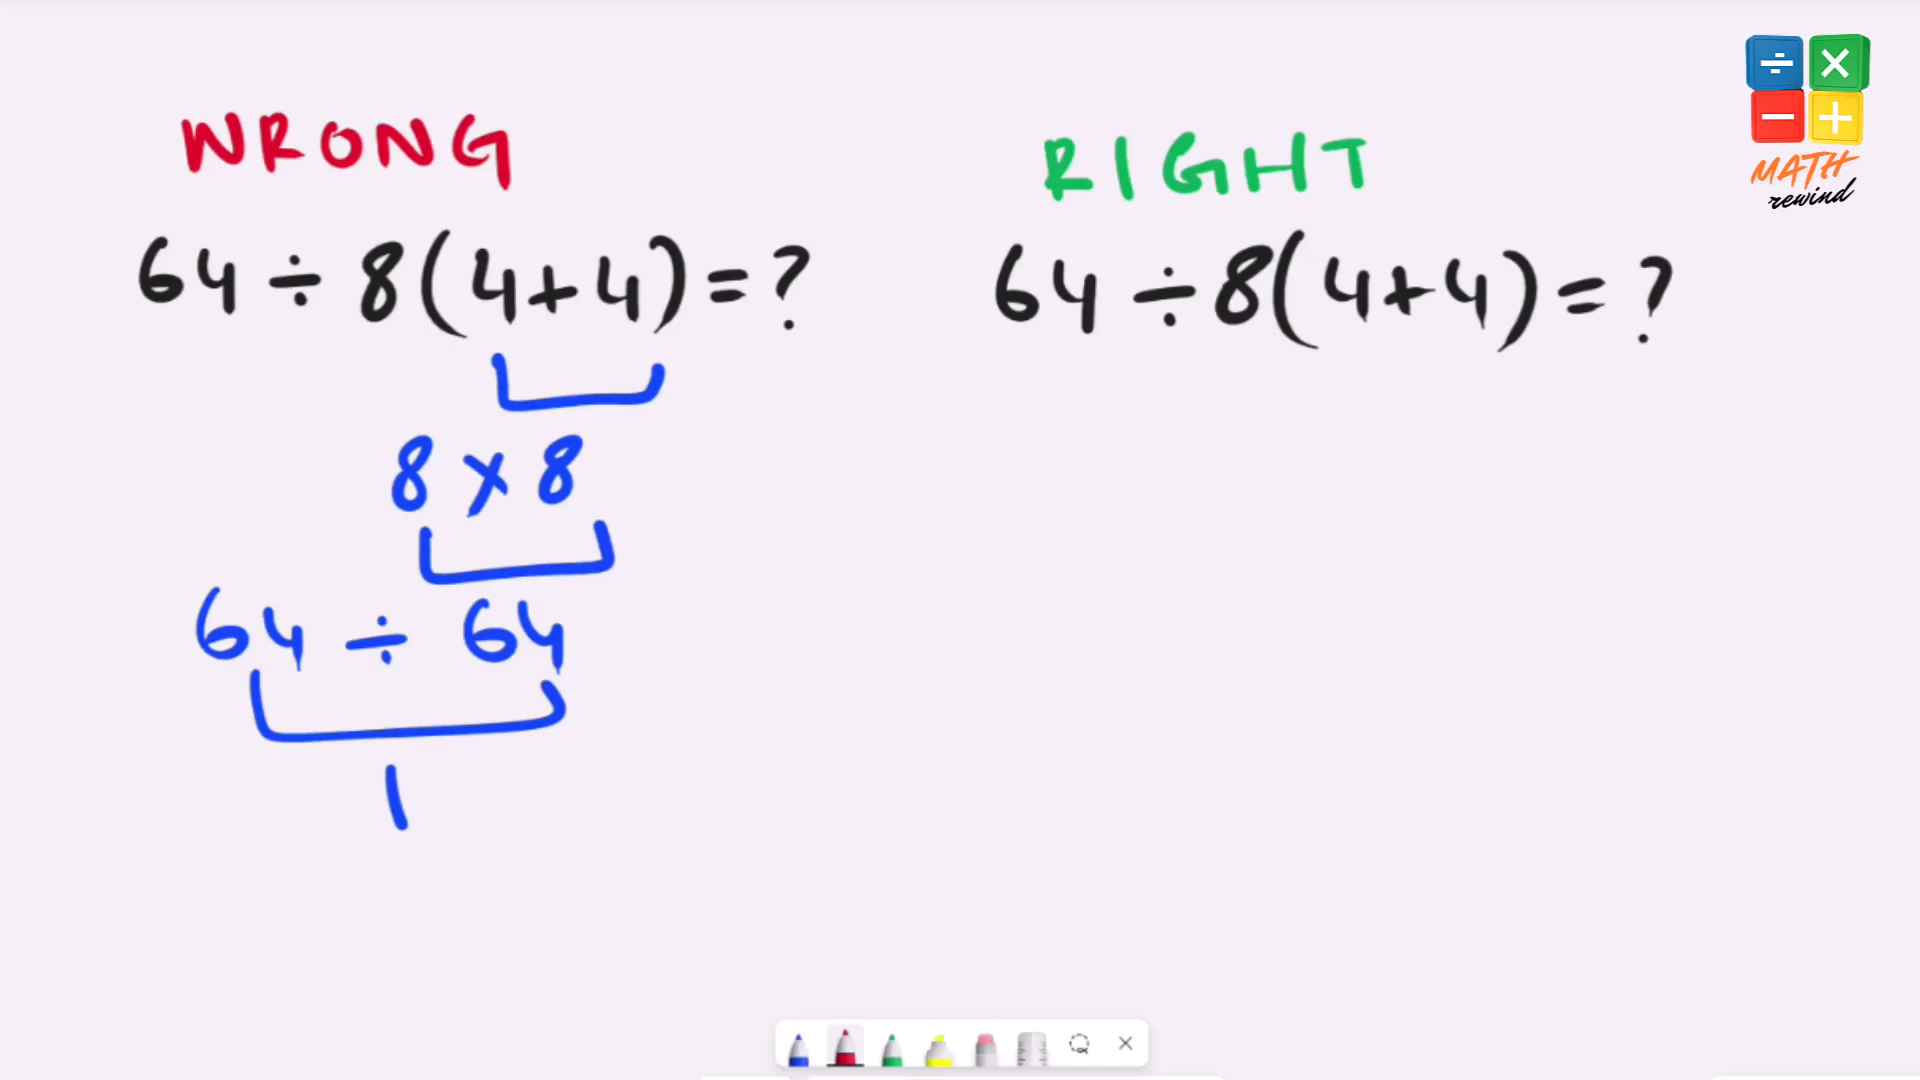 WRONG
64 ÷ 8(4+4)=?
8 × 8
64 ÷ 64
1
RIGHT
64 ÷ 8(4+4)=?
÷ ×
− +
MATH
rewind